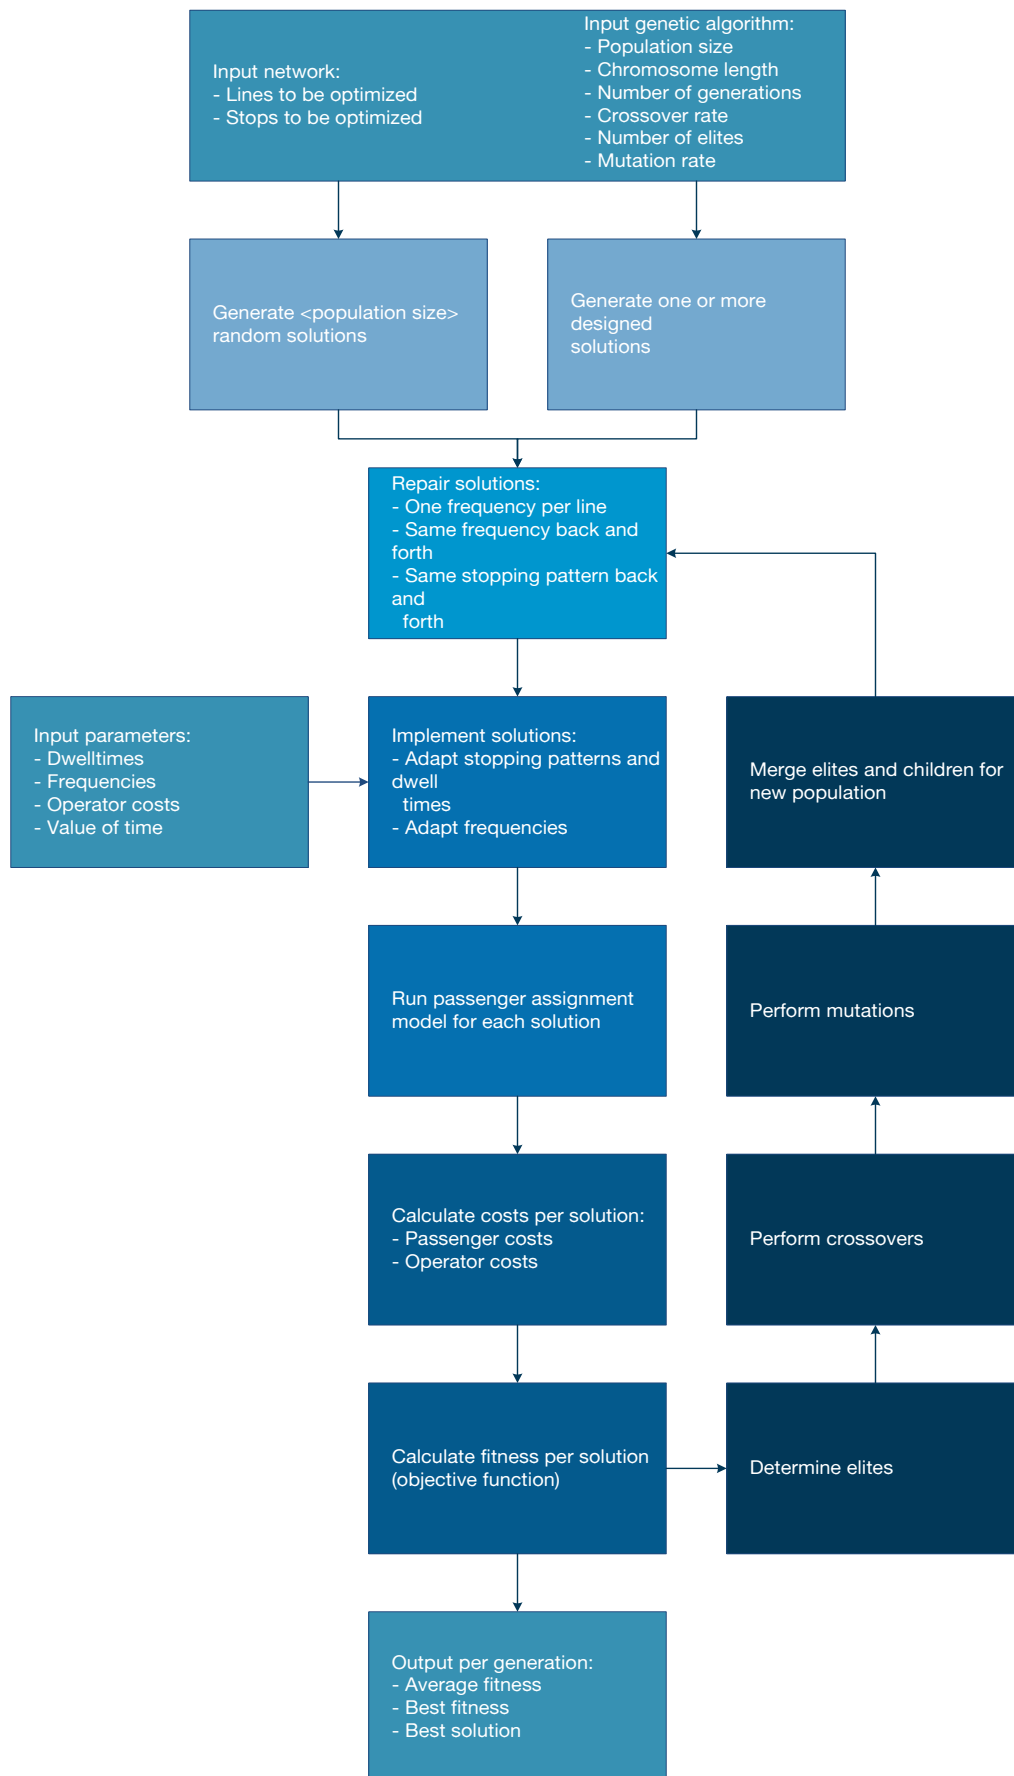 Input network:
- Lines to be optimized
- Stops to be optimized
Input genetic algorithm:
- Population size
- Chromosome length
- Number of generations
- Crossover rate
- Number of elites
- Mutation rate
Generate <population size>
random solutions
Generate one or more
designed
solutions
Repair solutions:
- One frequency per line
- Same frequency back and
forth
- Same stopping pattern back
and
forth
Input parameters:
- Dwelltimes
- Frequencies
- Operator costs
- Value of time
Implement solutions:
- Adapt stopping patterns and
dwell
times
- Adapt frequencies
Merge elites and children for
new population
Run passenger assignment
model for each solution
Perform mutations
Calculate costs per solution:
- Passenger costs
- Operator costs
Perform crossovers
Calculate fitness per solution
(objective function)
Determine elites
Output per generation:
- Average fitness
- Best fitness
- Best solution